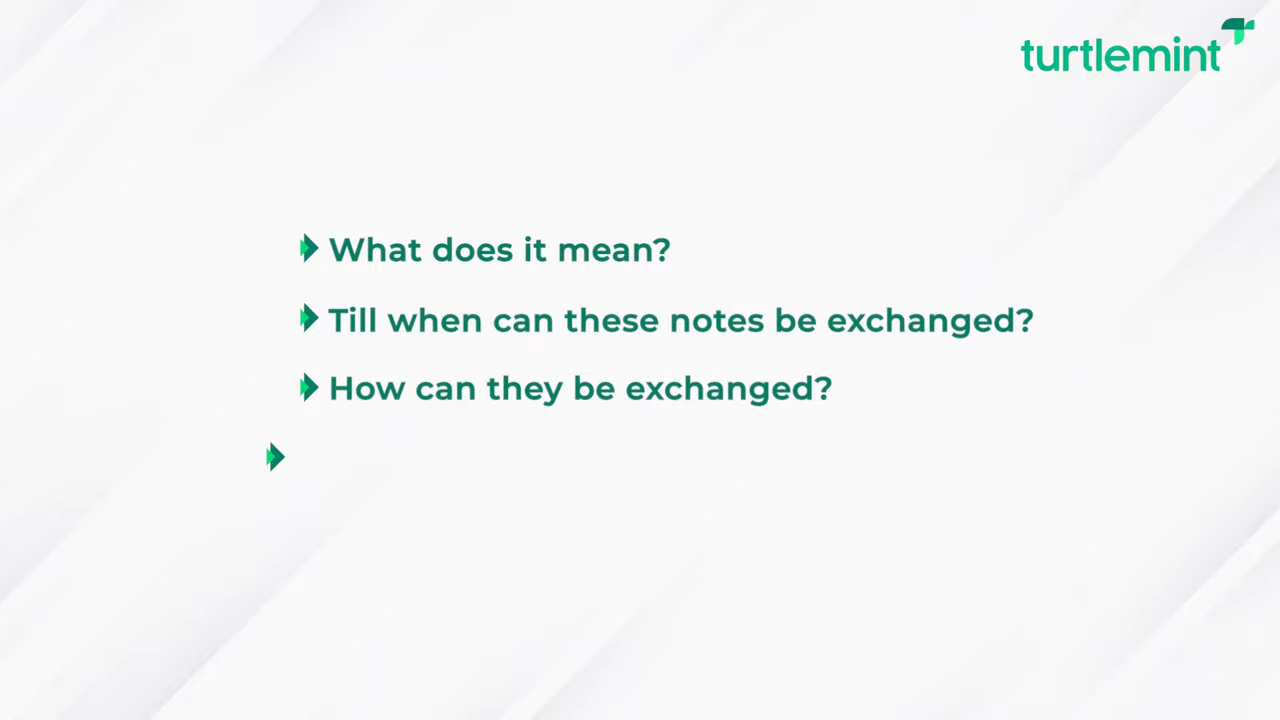 turtlemint
What does it mean?
Till when can these notes be exchanged?
How can they be exchanged?